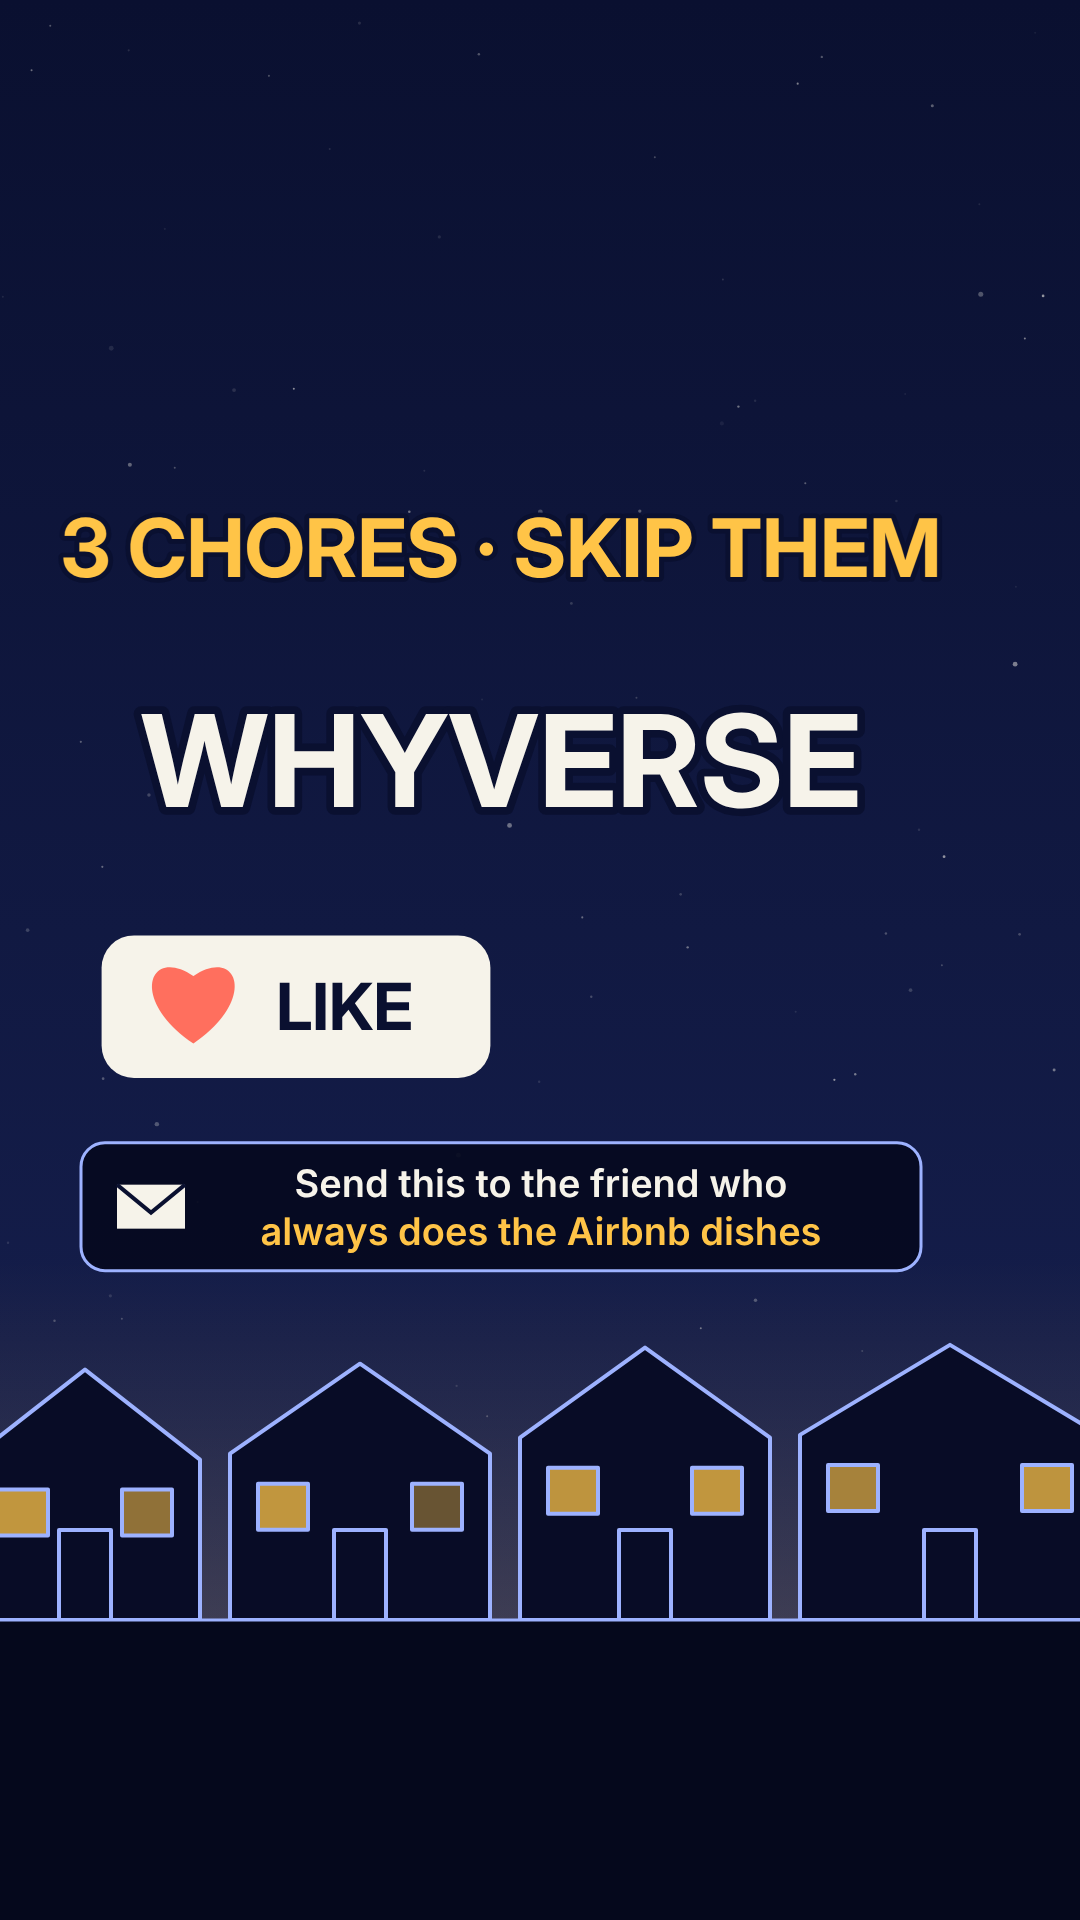 3 CHORES · SKIP THEM
WHYVERSE
LIKE
Send this to the friend who
always does the Airbnb dishes